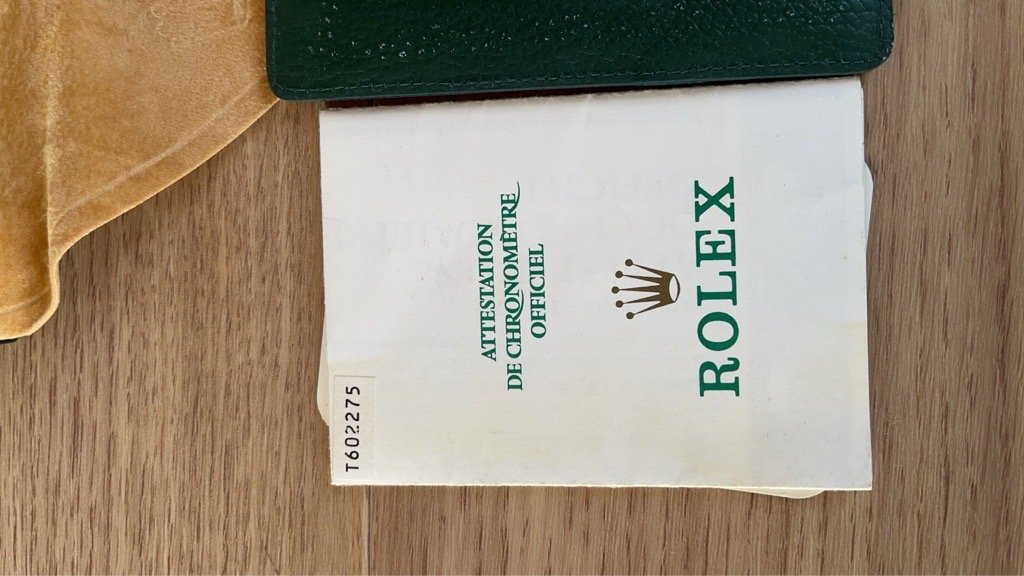 T602275
ATTESTATION
DE CHRONOMÈTRE
OFFICIEL
ROLEX